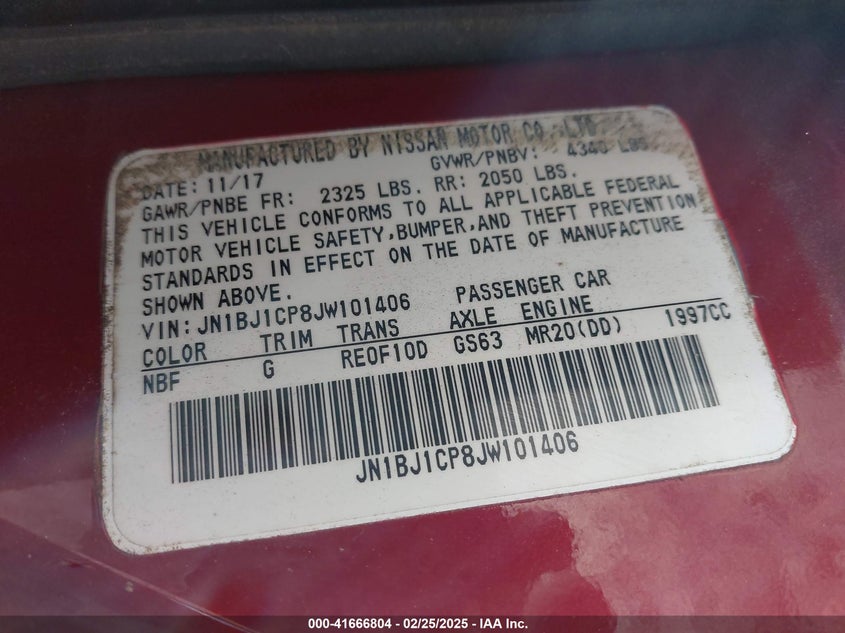 MANUFACTURED BY NISSAN MOTOR CO.,LTD
DATE: 11/17 GVWR/PNBV: 4340 LBS
GAWR/PNBE FR: 2325 LBS. RR: 2050 LBS.
THIS VEHICLE CONFORMS TO ALL APPLICABLE FEDERAL
MOTOR VEHICLE SAFETY,BUMPER,AND THEFT PREVENTION
STANDARDS IN EFFECT ON THE DATE OF MANUFACTURE
SHOWN ABOVE.
VIN:JN1BJ1CP8JW101406 PASSENGER CAR
COLOR TRIM TRANS AXLE ENGINE
NBF G RE0F10D GS63 MR20(DD) 1997CC
JN1BJ1CP8JW101406
000-41666804 - 02/25/2025 - IAA Inc.